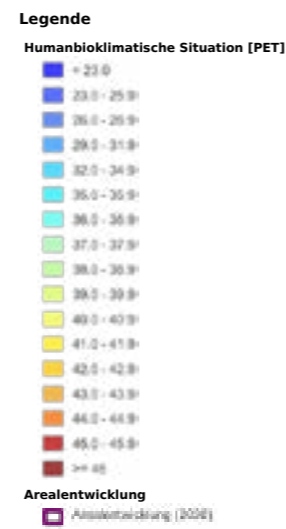 Legende
Humanbioklimatische Situation [PET]
< 23.0
23.0 - 25.9
26.0 - 28.9
29.0 - 31.9
32.0 - 34.9
35.0 - 35.9
36.0 - 36.9
37.0 - 37.9
38.0 - 38.9
39.0 - 39.9
40.0 - 40.9
41.0 - 41.9
42.0 - 42.9
43.0 - 43.9
44.0 - 44.9
45.0 - 45.9
>= 46
Arealentwicklung
Arealentwicklung (2030)